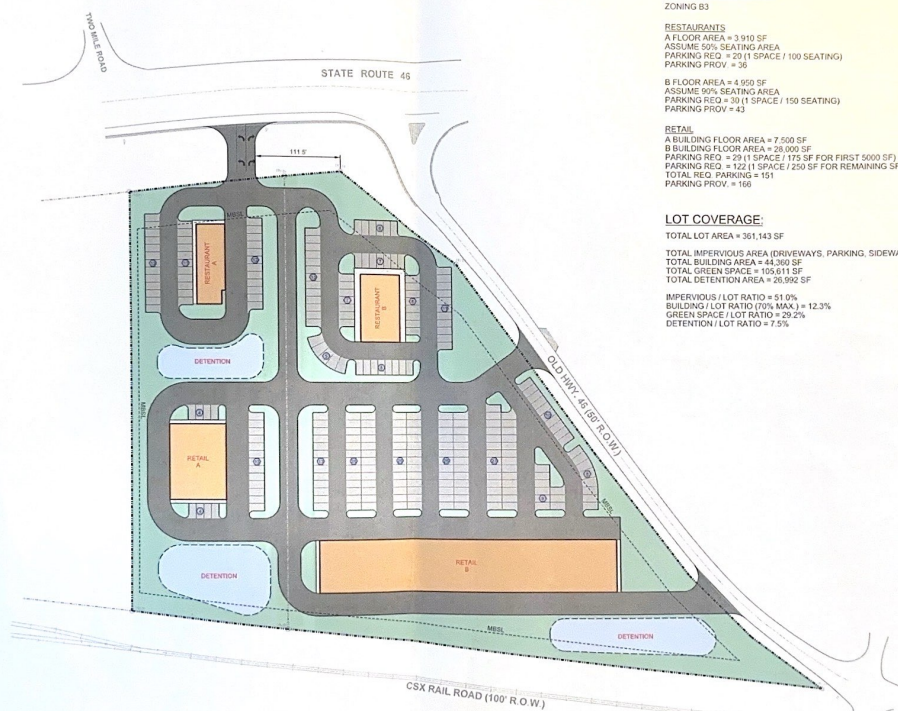 ZONING B3
RESTAURANTS
A FLOOR AREA = 3,910 SF
ASSUME 50% SEATING AREA
PARKING REQ. = 20 (1 SPACE / 100 SEATING)
PARKING PROV. = 36
B FLOOR AREA = 4,950 SF
ASSUME 90% SEATING AREA
PARKING REQ. = 30 (1 SPACE / 150 SEATING)
PARKING PROV. = 43
RETAIL
A BUILDING FLOOR AREA = 7,500 SF
B BUILDING FLOOR AREA = 28,000 SF
PARKING REQ. = 29 (1 SPACE / 175 SF FOR FIRST 5000 SF)
PARKING REQ. = 122 (1 SPACE / 250 SF FOR REMAINING SF
TOTAL REQ. PARKING = 151
PARKING PROV. = 166
LOT COVERAGE:
TOTAL LOT AREA = 361,143 SF
TOTAL IMPERVIOUS AREA (DRIVEWAYS, PARKING, SIDEWA
TOTAL BUILDING AREA = 44,360 SF
TOTAL GREEN SPACE = 105,611 SF
TOTAL DETENTION AREA = 26,992 SF
IMPERVIOUS / LOT RATIO = 51.0%
BUILDING / LOT RATIO (70% MAX.) = 12.3%
GREEN SPACE / LOT RATIO = 29.2%
DETENTION / LOT RATIO = 7.5%
TWO MILE ROAD
STATE ROUTE 46
111.5'
MBSL
RESTAURANT
A
RESTAURANT
B
DETENTION
OLD HWY. 46 (50' R.O.W.)
MBSL
RETAIL
A
MBSL
RETAIL
B
DETENTION
MBSL
DETENTION
CSX RAIL ROAD (100' R.O.W.)